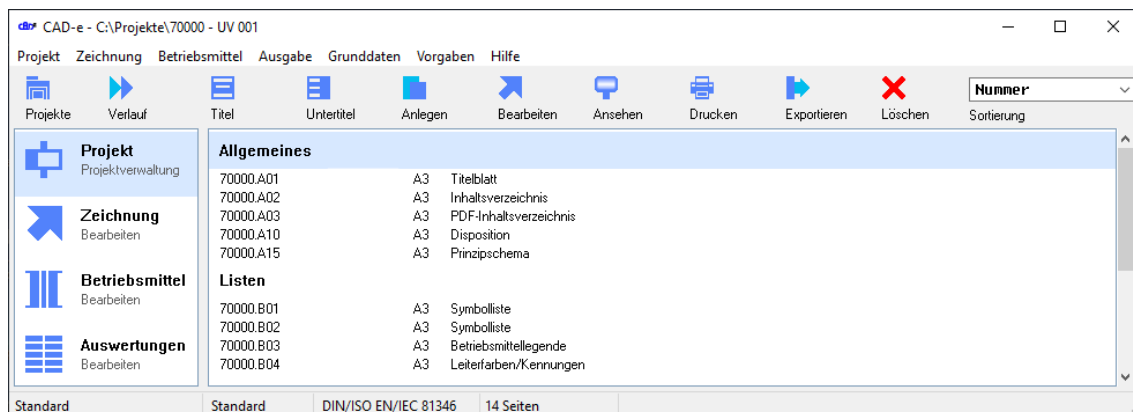 CAD-e - C:\Projekte\70000 - UV 001
Projekt Zeichnung Betriebsmittel Ausgabe Grunddaten Vorgaben Hilfe
Projekte Verlauf Titel Untertitel Anlegen Bearbeiten Ansehen Drucken Exportieren Löschen
Nummer
Sortierung
Projekt
Projektverwaltung
Zeichnung
Bearbeiten
Betriebsmittel
Bearbeiten
Auswertungen
Bearbeiten
Allgemeines
70000.A01 A3 Titelblatt
70000.A02 A3 Inhaltsverzeichnis
70000.A03 A3 PDF-Inhaltsverzeichnis
70000.A10 A3 Disposition
70000.A15 A3 Prinzipschema
Listen
70000.B01 A3 Symbolliste
70000.B02 A3 Symbolliste
70000.B03 A3 Betriebsmittellegende
70000.B04 A3 Leiterfarben/Kennungen
Standard Standard DIN/ISO EN/IEC 81346 14 Seiten